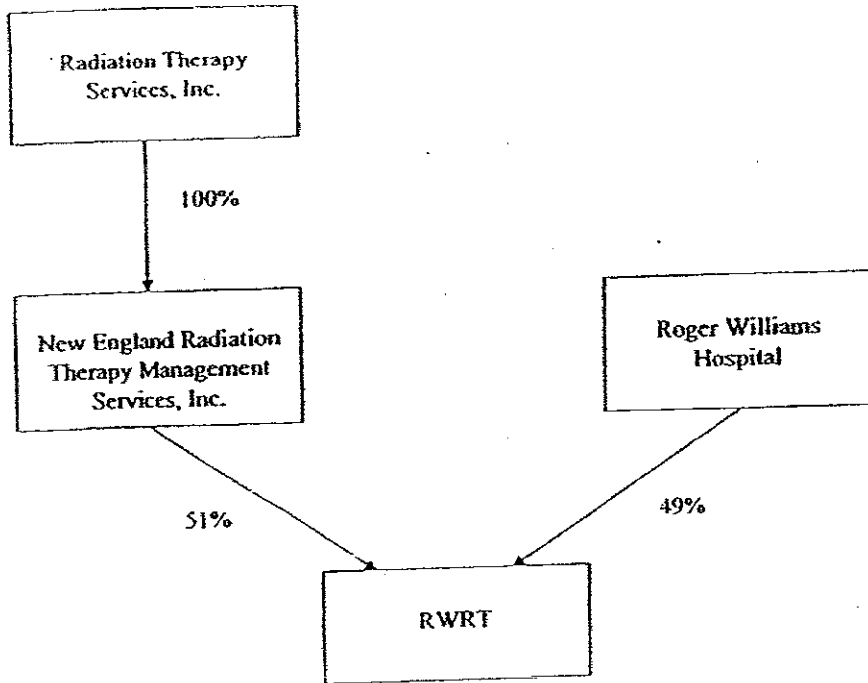 Radiation Therapy
Services, Inc.
100%
New England Radiation
Therapy Management
Services, Inc.
Roger Williams
Hospital
51%
49%
RWRT